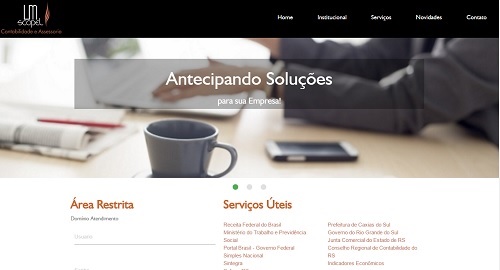 LM
scopel
Contabilidade e Assessoria
Home
Institucional
Serviços
Novidades
Contato
Antecipando Soluções
para sua Empresa!
Área Restrita
Domínio Atendimento
Usuário
Serviços Úteis
Receita Federal do Brasil
Ministério do Trabalho e Previdência
Social
Portal Brasil - Governo Federal
Simples Nacional
Sintegra
Prefeitura de Caxias do Sul
Governo do Rio Grande do Sul
Junta Comercial do Estado de RS
Conselho Regional de Contabilidade do
RS
Indicadores Econômicos